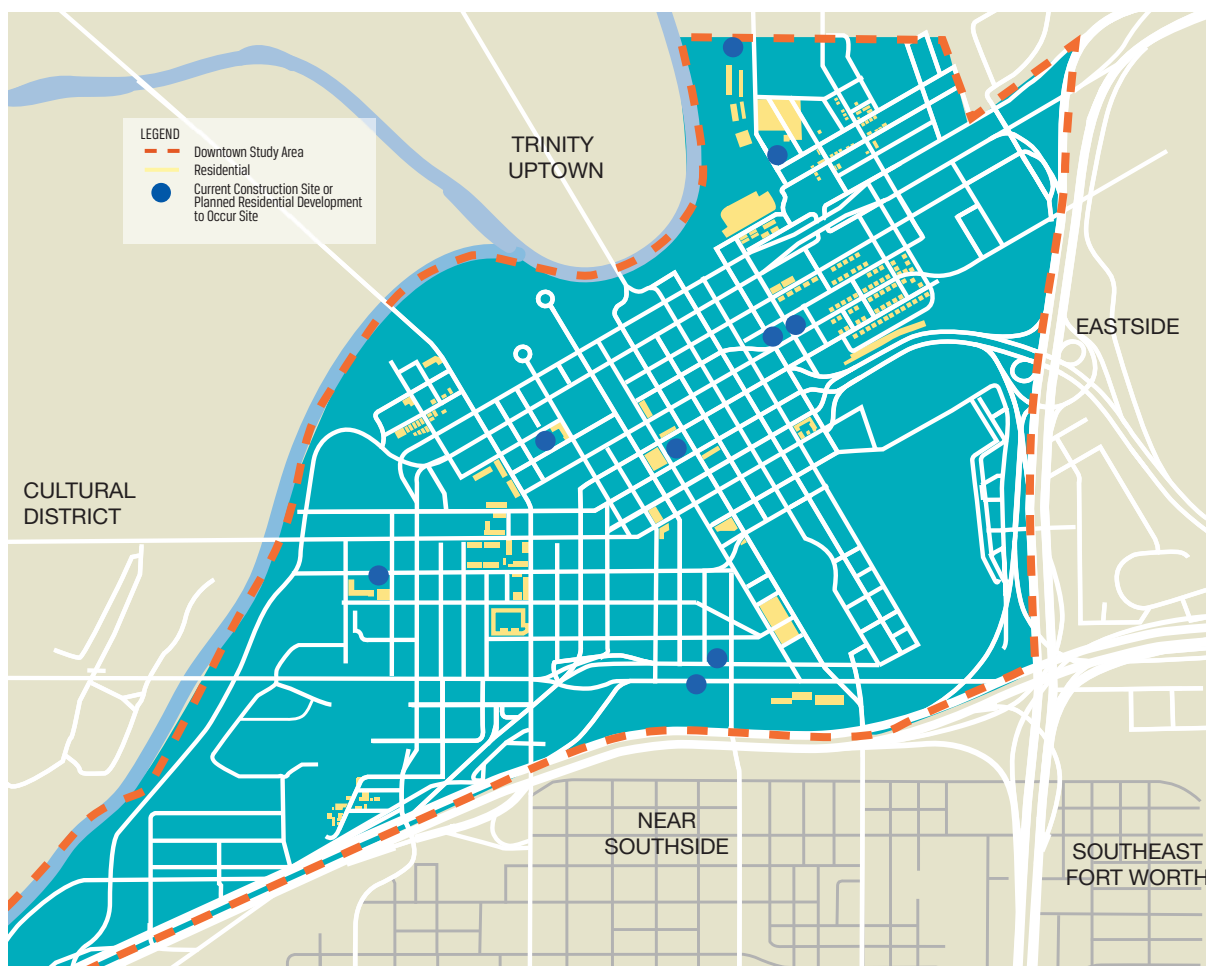 LEGEND
Downtown Study Area
Residential
Current Construction Site or
Planned Residential Development
to Occur Site
TRINITY
UPTOWN
EASTSIDE
CULTURAL
DISTRICT
NEAR
SOUTHSIDE
SOUTHEAST
FORT WORTH